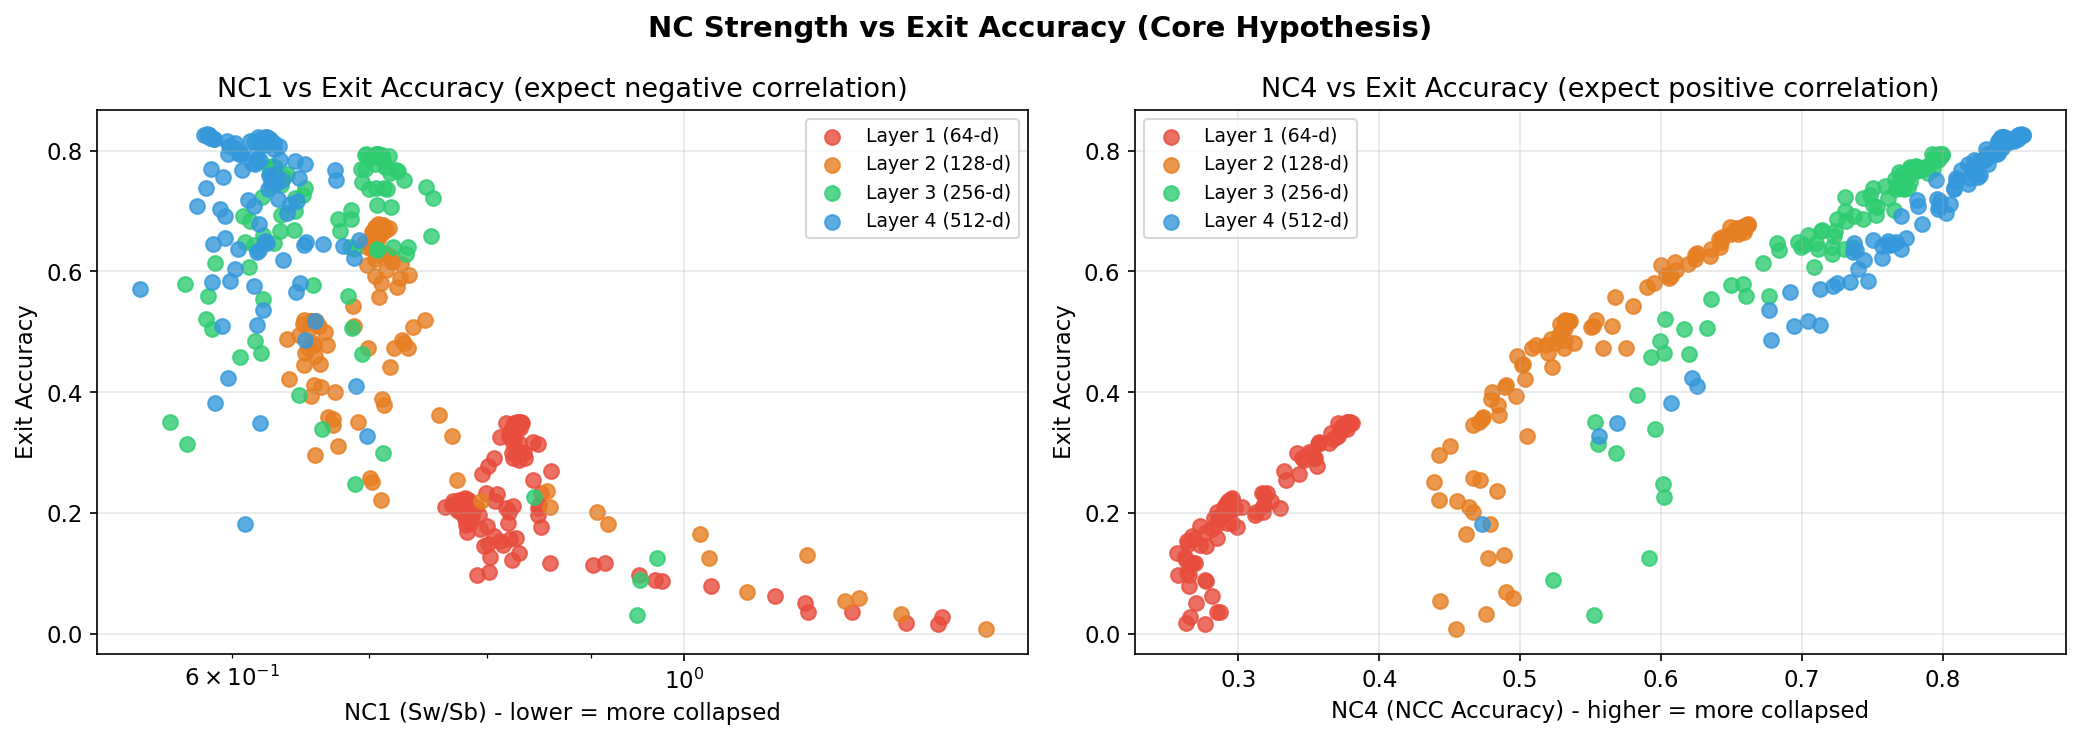 NC Strength vs Exit Accuracy (Core Hypothesis)
NC1 vs Exit Accuracy (expect negative correlation)
Layer 1 (64-d)
Layer 2 (128-d)
Layer 3 (256-d)
Layer 4 (512-d)
Exit Accuracy
0.8
0.6
0.4
0.2
0.0
6 × 10⁻¹
10⁰
NC1 (Sw/Sb) - lower = more collapsed
NC4 vs Exit Accuracy (expect positive correlation)
Layer 1 (64-d)
Layer 2 (128-d)
Layer 3 (256-d)
Layer 4 (512-d)
Exit Accuracy
0.8
0.6
0.4
0.2
0.0
0.3 0.4 0.5 0.6 0.7 0.8
NC4 (NCC Accuracy) - higher = more collapsed